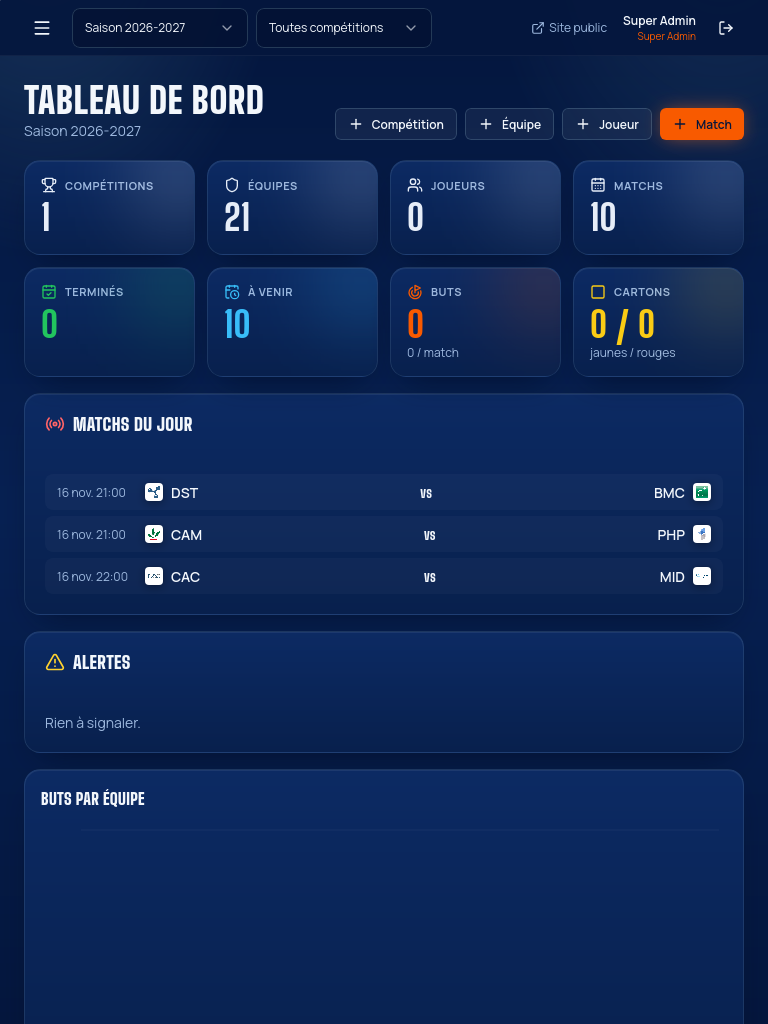 Saison 2026-2027
Toutes compétitions
Site public
Super Admin
Super Admin
TABLEAU DE BORD
Saison 2026-2027
Compétition
Équipe
Joueur
Match
COMPÉTITIONS
1
ÉQUIPES
21
JOUEURS
0
MATCHS
10
TERMINÉS
0
À VENIR
10
BUTS
0
0 / match
CARTONS
0 / 0
jaunes / rouges
MATCHS DU JOUR
16 nov. 21:00 DST VS BMC
16 nov. 21:00 CAM VS PHP
16 nov. 22:00 CAC VS MID
ALERTES
Rien à signaler.
BUTS PAR ÉQUIPE